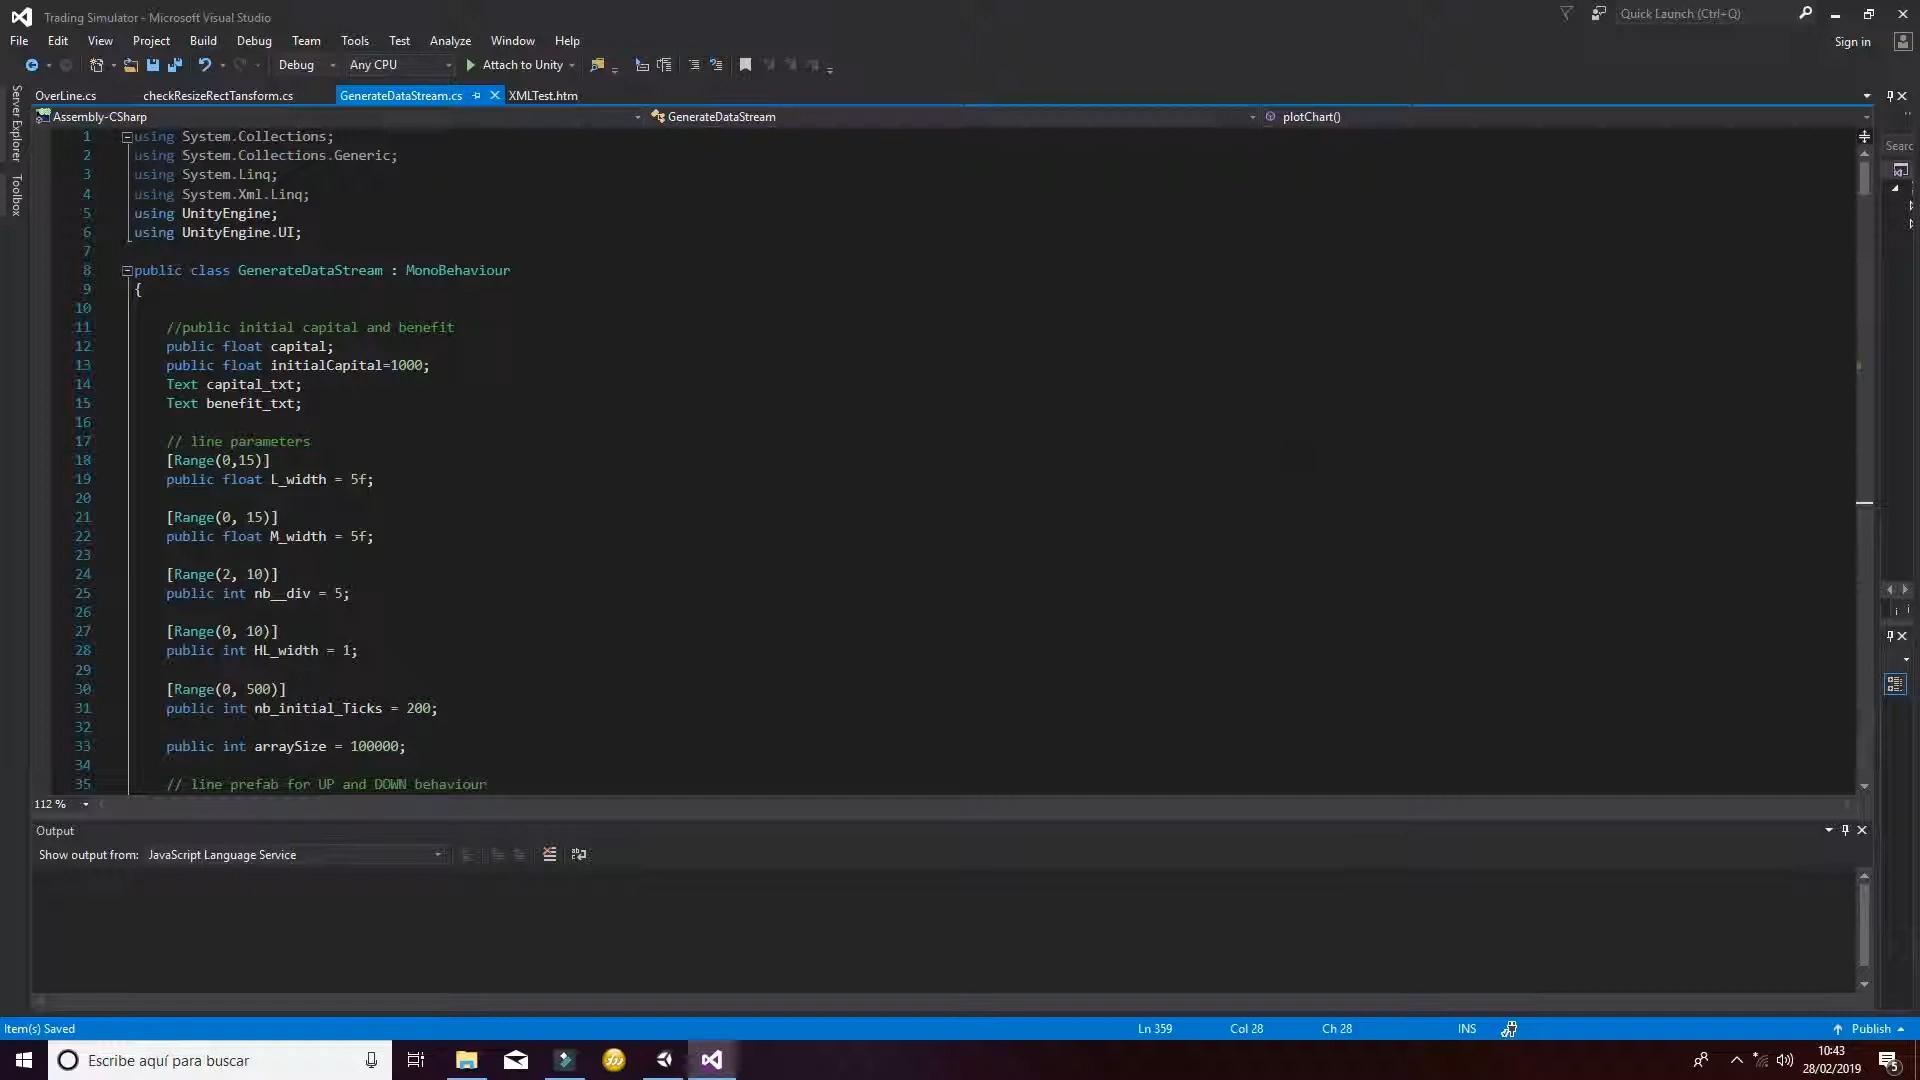 Trading Simulator - Microsoft Visual Studio
Quick Launch (Ctrl+Q)
File Edit View Project Build Debug Team Tools Test Analyze Window Help
Sign in
Debug Any CPU Attach to Unity
OverLine.cs checkResizeRectTansform.cs GenerateDataStream.cs XMLTest.htm
Assembly-CSharp GenerateDataStream plotChart()
Server Explorer
Toolbox
1 using System.Collections;
2 using System.Collections.Generic;
3 using System.Linq;
4 using System.Xml.Linq;
5 using UnityEngine;
6 using UnityEngine.UI;
7
8 public class GenerateDataStream : MonoBehaviour
9 {
10
11 //public initial capital and benefit
12 public float capital;
13 public float initialCapital=1000;
14 Text capital_txt;
15 Text benefit_txt;
16
17 // line parameters
18 [Range(0,15)]
19 public float L_width = 5f;
20
21 [Range(0, 15)]
22 public float M_width = 5f;
23
24 [Range(2, 10)]
25 public int nb__div = 5;
26
27 [Range(0, 10)]
28 public int HL_width = 1;
29
30 [Range(0, 500)]
31 public int nb_initial_Ticks = 200;
32
33 public int arraySize = 100000;
34
35 // line prefab for UP and DOWN behaviour
Searc
112 %
Output
Show output from: JavaScript Language Service
Item(s) Saved Ln 359 Col 28 Ch 28 INS Publish
Escribe aquí para buscar
10:43
28/02/2019
5